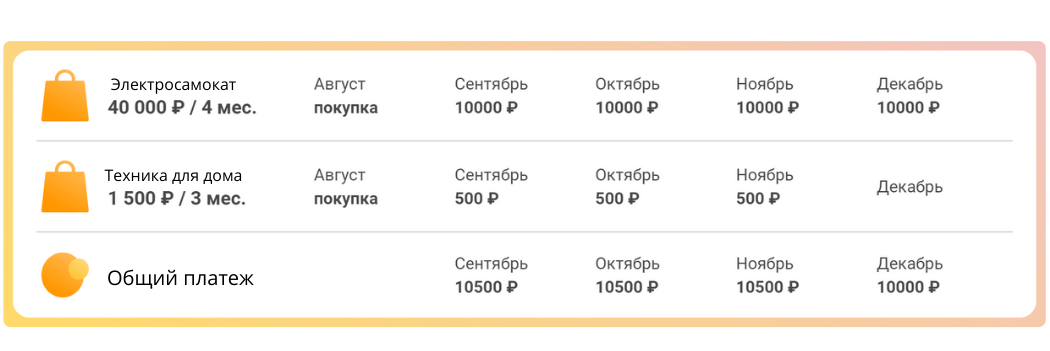 Электросамокат
40 000 ₽ / 4 мес.
Август
покупка
Сентябрь
10000 ₽
Октябрь
10000 ₽
Ноябрь
10000 ₽
Декабрь
10000 ₽
Техника для дома
1 500 ₽ / 3 мес.
Август
покупка
Сентябрь
500 ₽
Октябрь
500 ₽
Ноябрь
500 ₽
Декабрь
Общий платеж
Сентябрь
10500 ₽
Октябрь
10500 ₽
Ноябрь
10500 ₽
Декабрь
10000 ₽